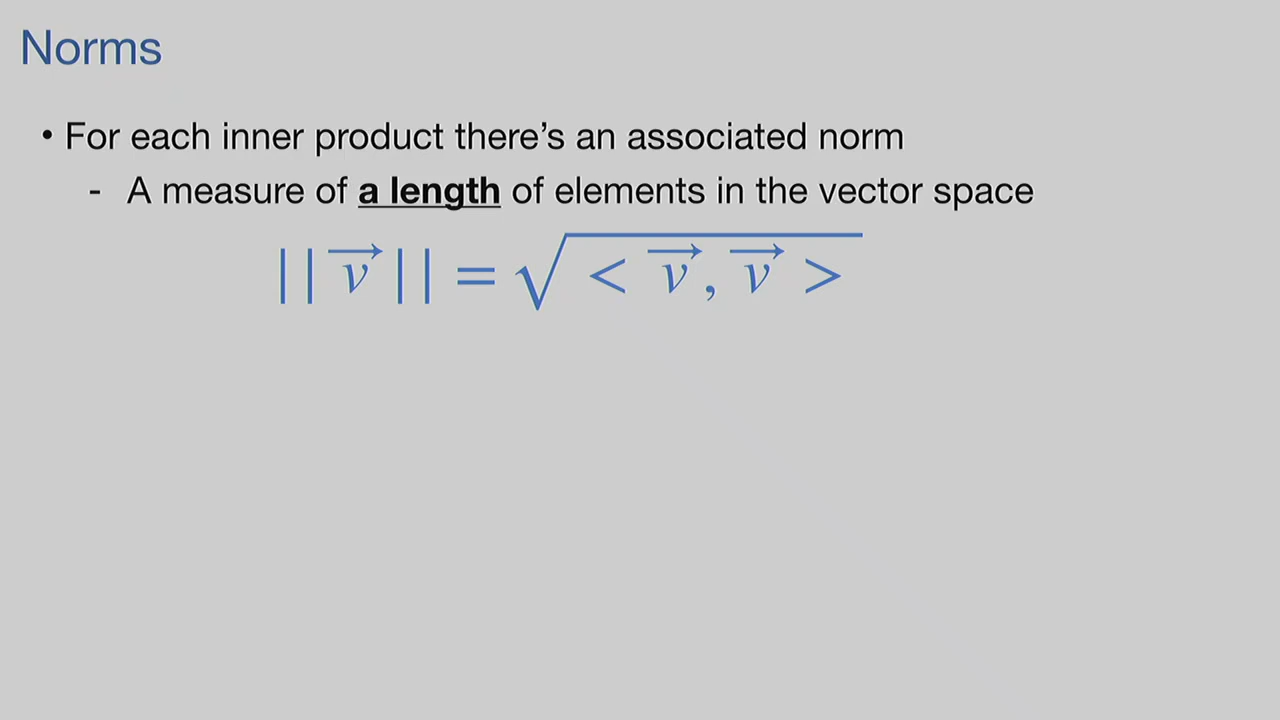 Norms
• For each inner product there's an associated norm
- A measure of a length of elements in the vector space
||v⃗|| = √< v⃗, v⃗ >